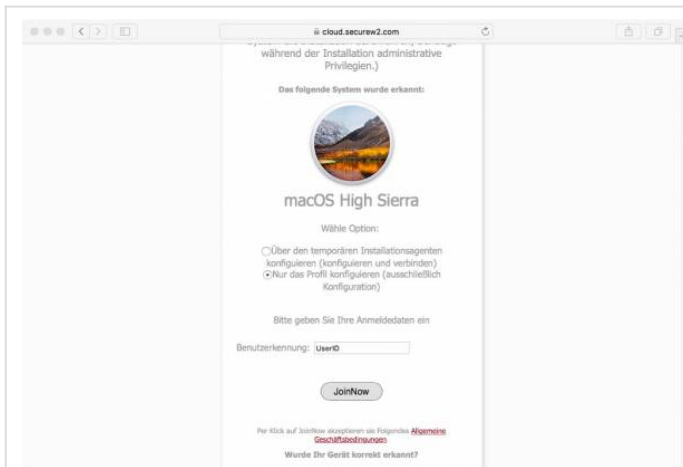 cloud.securew2.com
während der Installation administrative
Privilegien.)
Das folgende System wurde erkannt:
macOS High Sierra
Wähle Option:
Über den temporären Installationsagenten
konfigurieren (konfigurieren und verbinden)
Nur das Profil konfigurieren (ausschließlich
Konfiguration)
Bitte geben Sie Ihre Anmeldedaten ein
Benutzerkennung: UserID
JoinNow
Per Klick auf JoinNow akzeptieren sie Folgendes Allgemeine
Geschäftsbedingungen
Wurde Ihr Gerät korrekt erkannt?